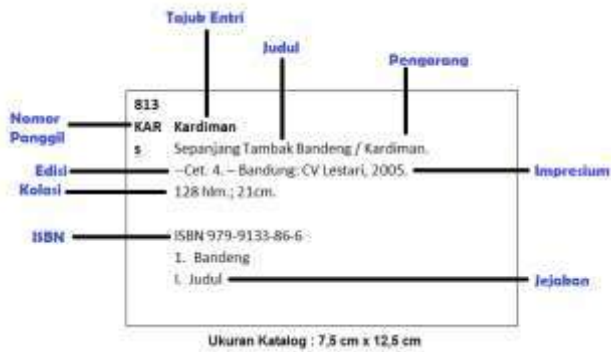 Tajuk Entri
Judul
Pengarang
813
Nomor
Panggil
KAR Kardiman
s Sepanjang Tambak Bandeng / Kardiman.
Edisi --Cet. 4. -- Bandung: CV Lestari, 2005. Impresium
Kolasi 128 hlm.; 21cm.
ISBN ISBN 979-9133-86-6
1. Bandeng
I. Judul Jejakan
Ukuran Katalog : 7,5 cm x 12,5 cm